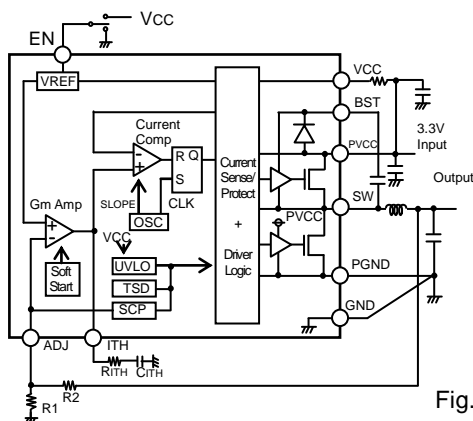 VCC
EN
VREF
VCC
BST
Current
Comp
3.3V
Input
PVCC
R Q
S
Current
Sense/
Protect
+
Driver
Logic
Gm Amp
SLOPE
CLK
OSC
SW
Output
PVCC
VCC
UVLO
Soft
Start
TSD
SCP
PGND
GND
ADJ
ITH
RITH
CITH
R2
R1
Fig.
+
-
-
+